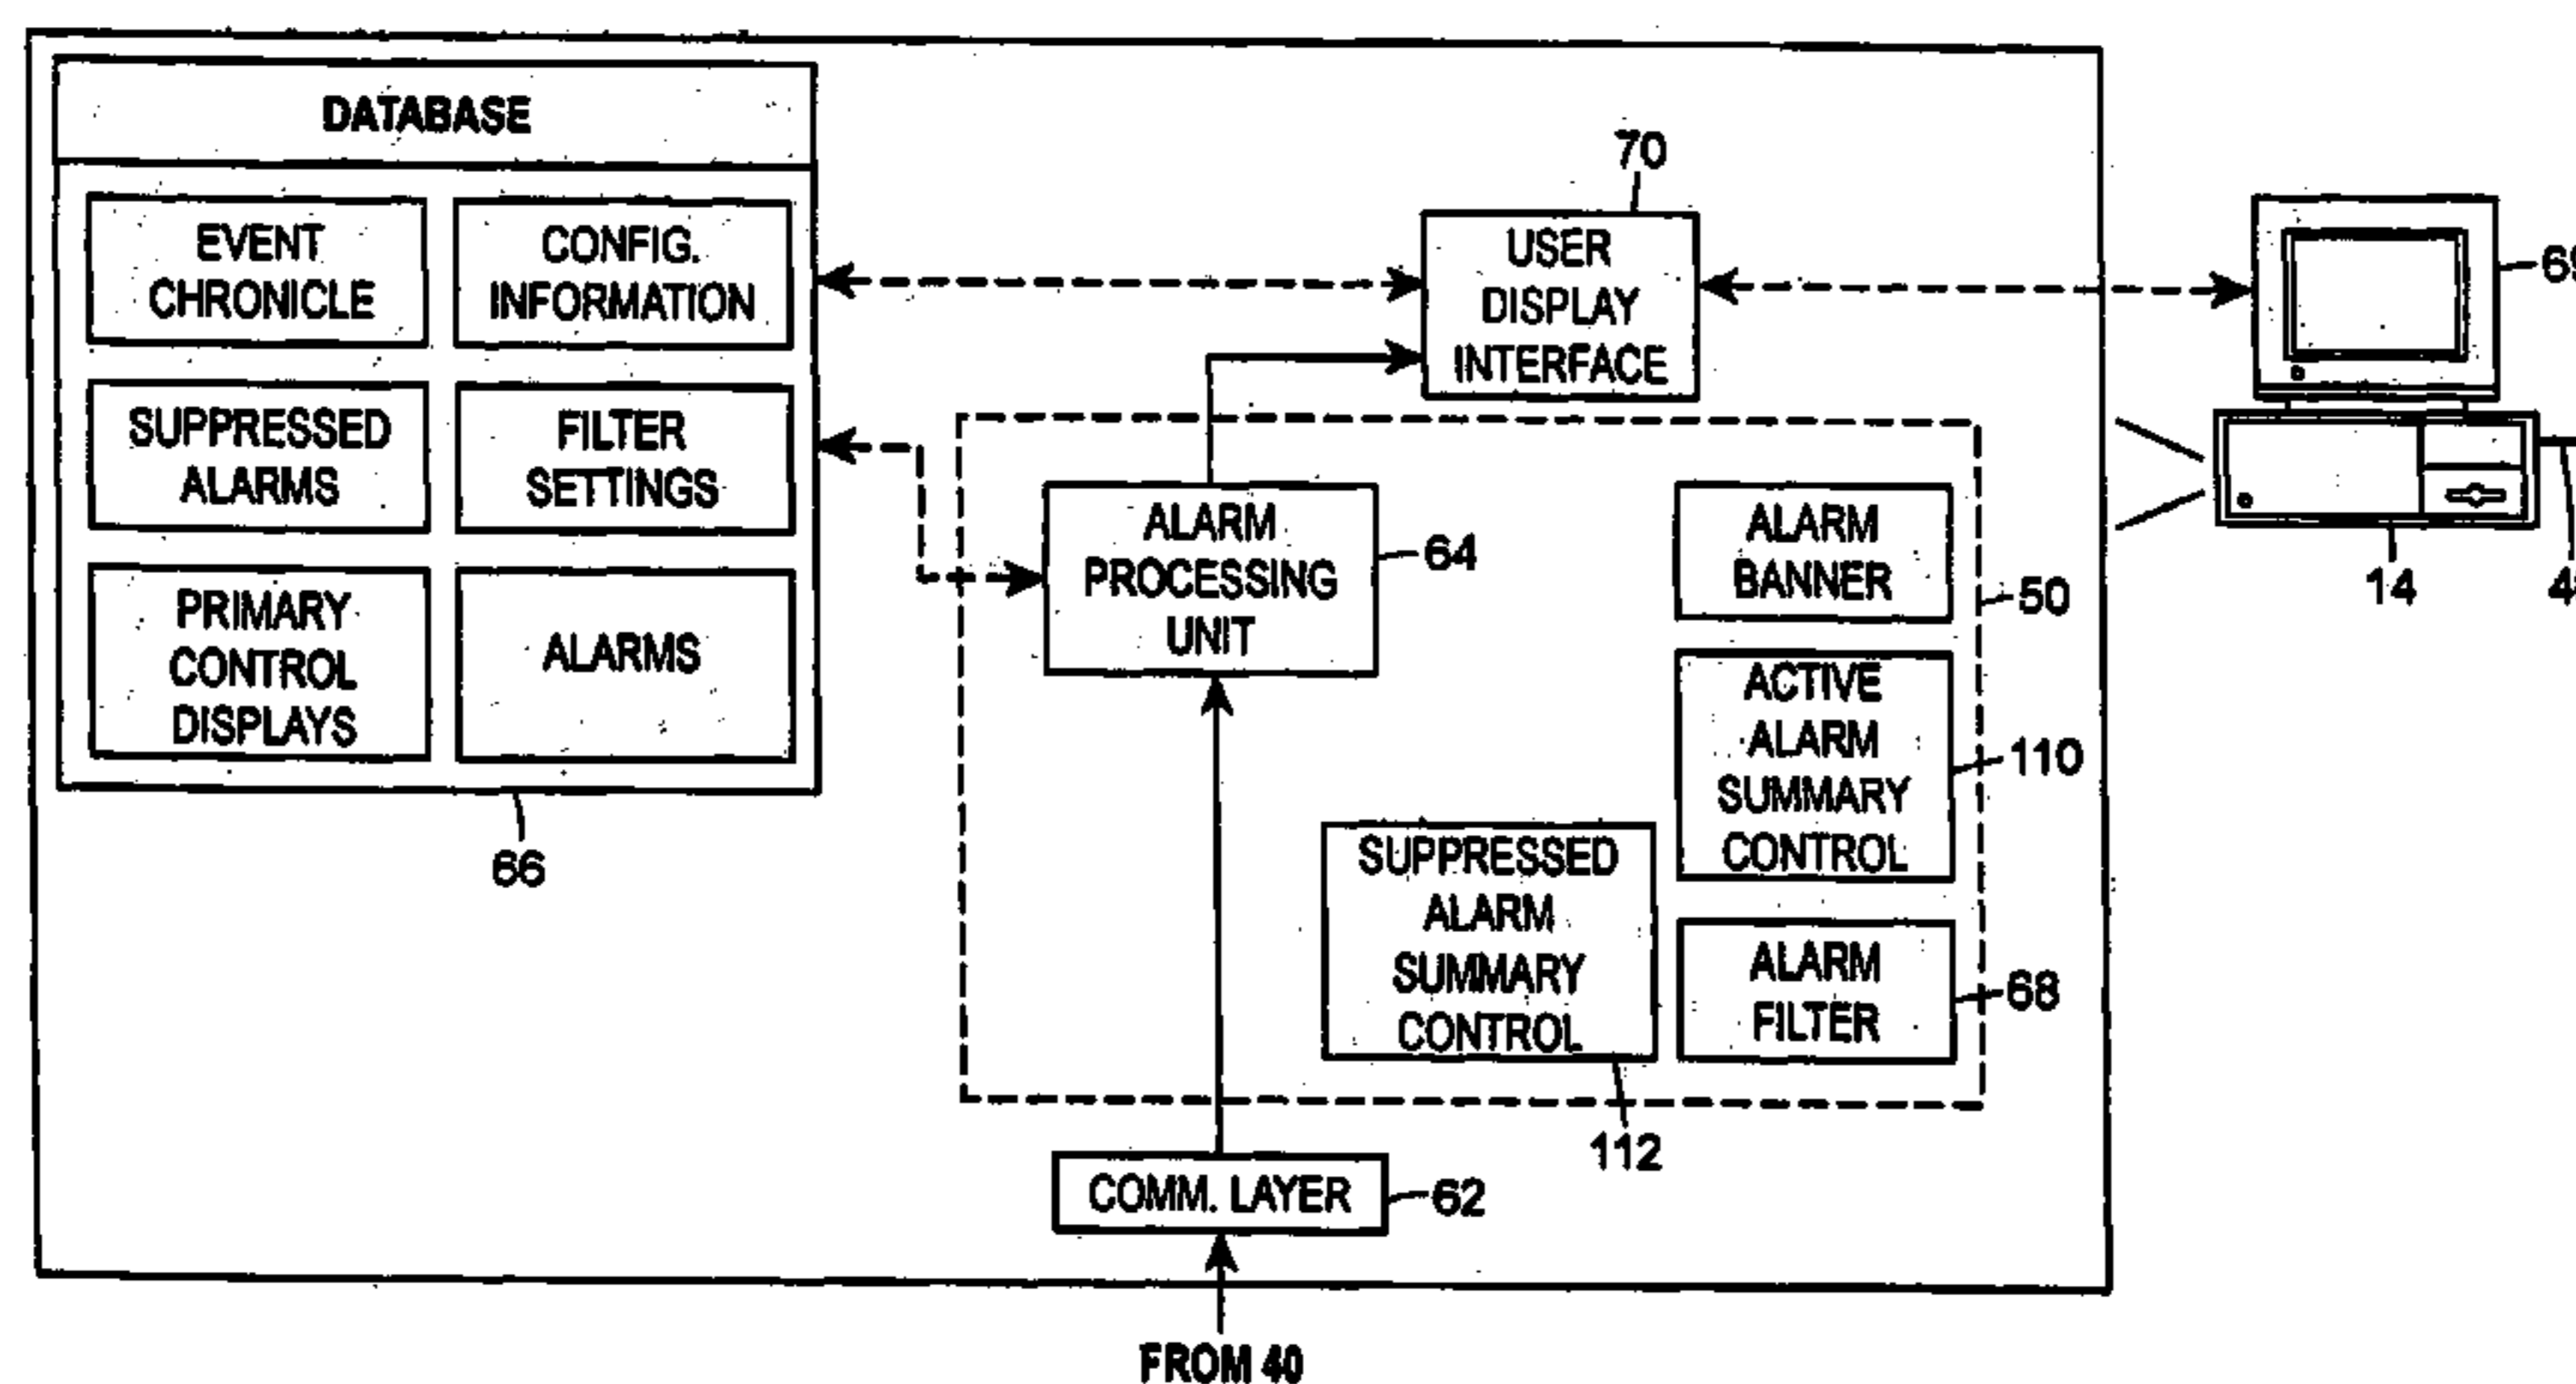 DATABASE
EVENT
CHRONICLE
CONFIG.
INFORMATION
SUPPRESSED
ALARMS
FILTER
SETTINGS
PRIMARY
CONTROL
DISPLAYS
ALARMS
66
70
USER
DISPLAY
INTERFACE
ALARM
PROCESSING
UNIT
64
ALARM
BANNER
50
ACTIVE
ALARM
SUMMARY
CONTROL
110
SUPPRESSED
ALARM
SUMMARY
CONTROL
112
ALARM
FILTER
68
COMM. LAYER
62
FROM 40
69
14